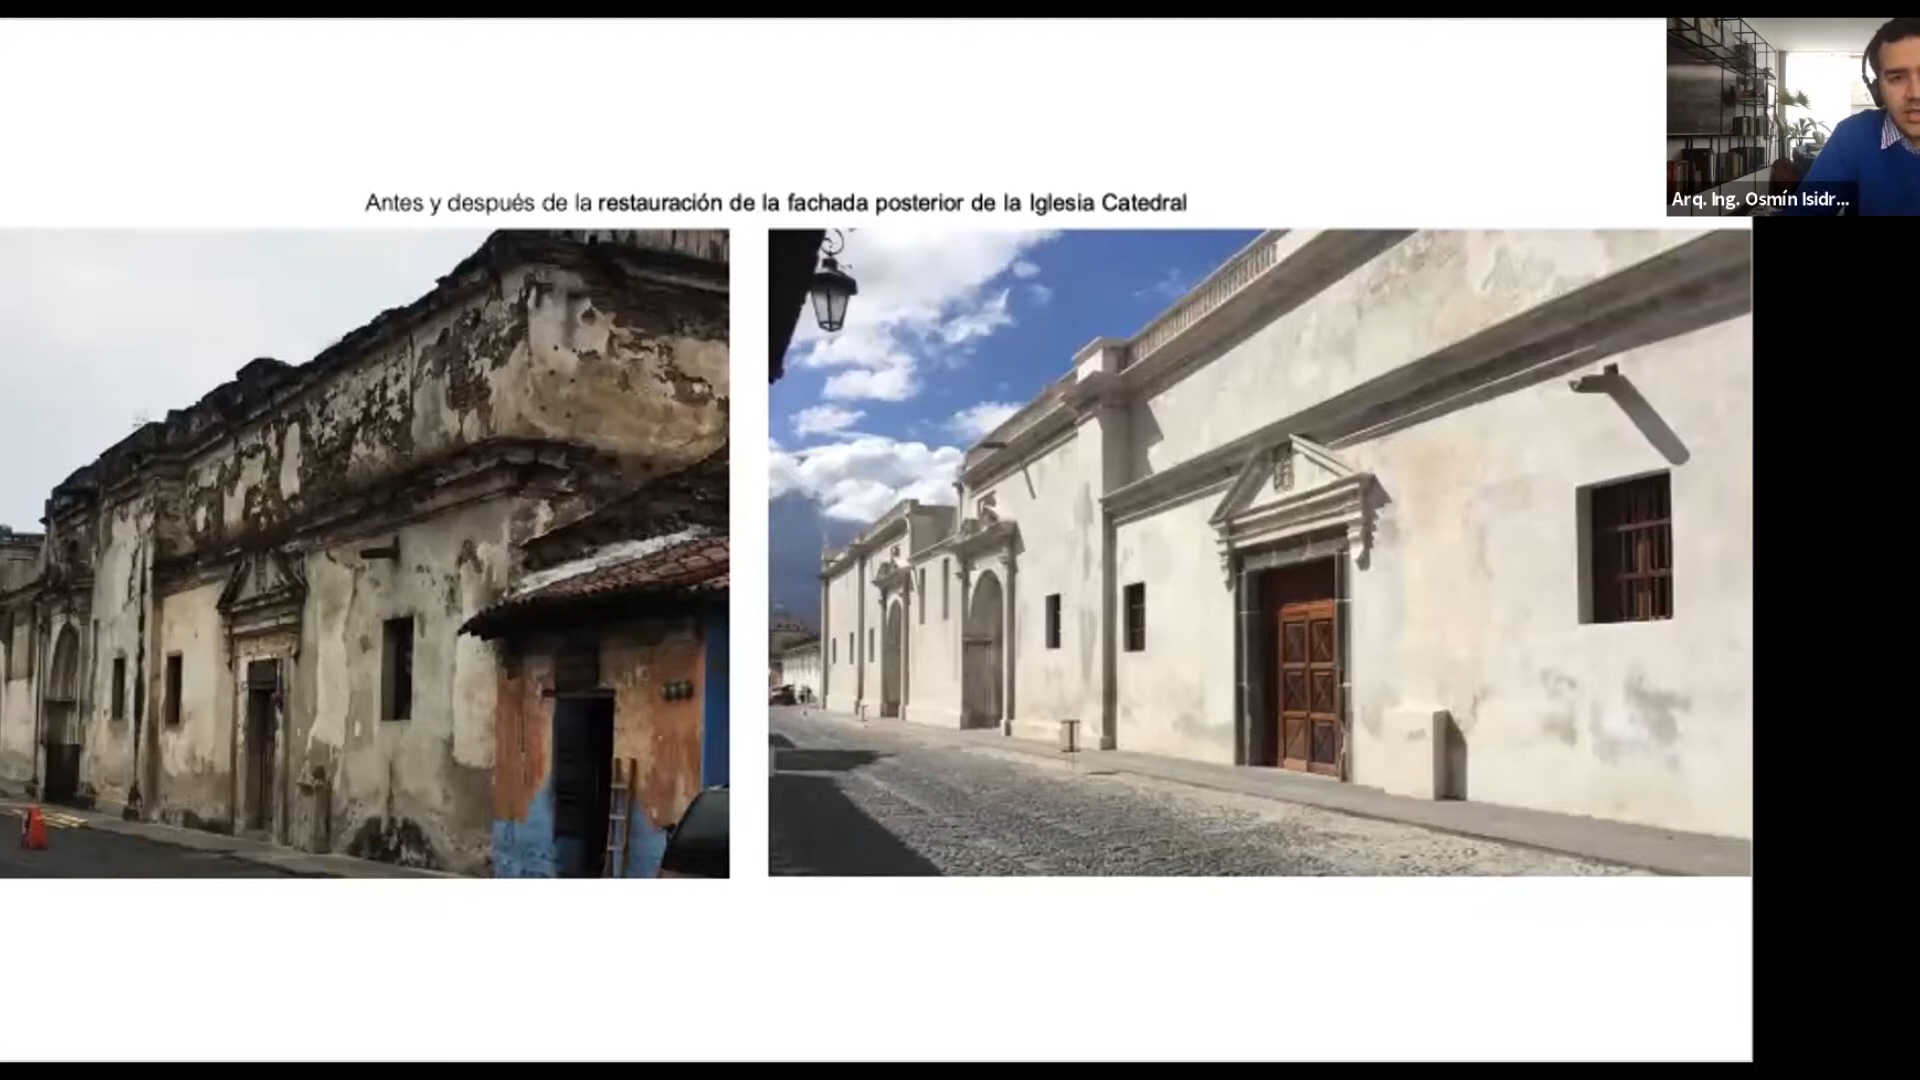 Antes y después de la restauración de la fachada posterior de la Iglesia Catedral
Arq. Ing. Osmín Isidr...